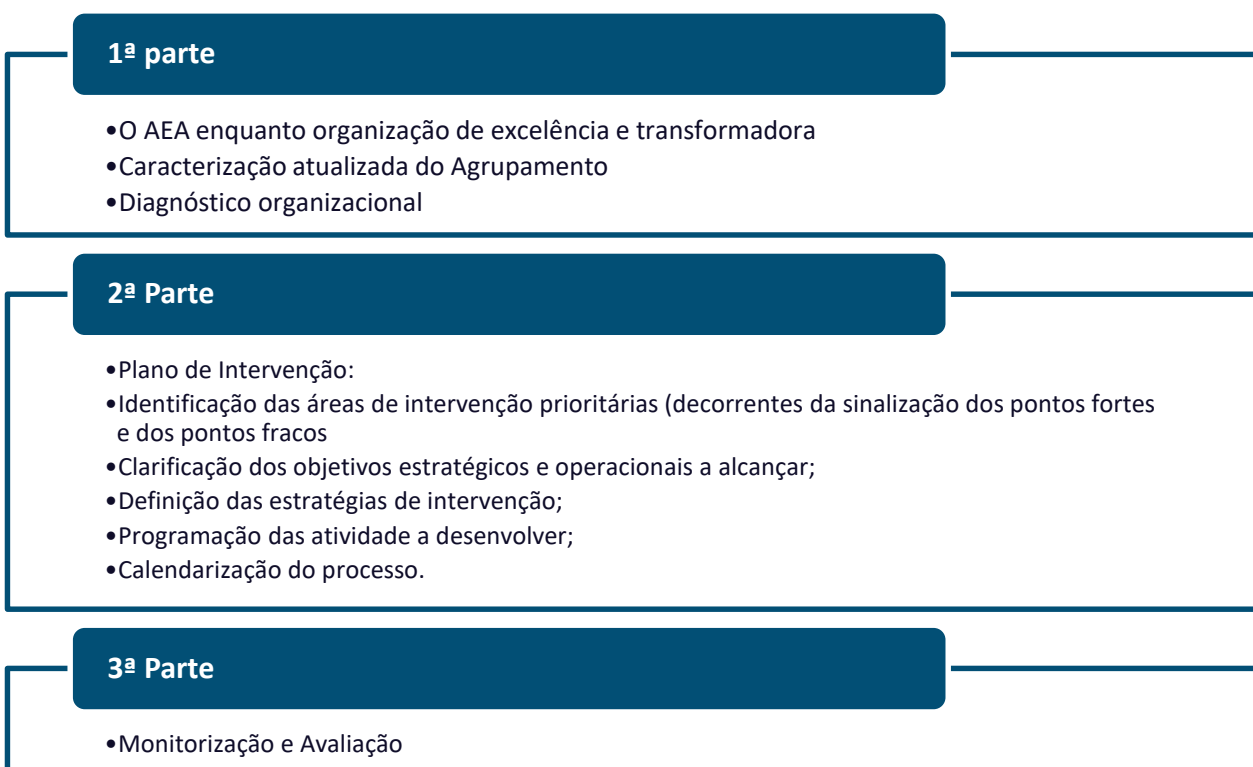 1ª parte
•O AEA enquanto organização de excelência e transformadora
•Caracterização atualizada do Agrupamento
•Diagnóstico organizacional
2ª Parte
•Plano de Intervenção:
•Identificação das áreas de intervenção prioritárias (decorrentes da sinalização dos pontos fortes
e dos pontos fracos
•Clarificação dos objetivos estratégicos e operacionais a alcançar;
•Definição das estratégias de intervenção;
•Programação das atividade a desenvolver;
•Calendarização do processo.
3ª Parte
•Monitorização e Avaliação